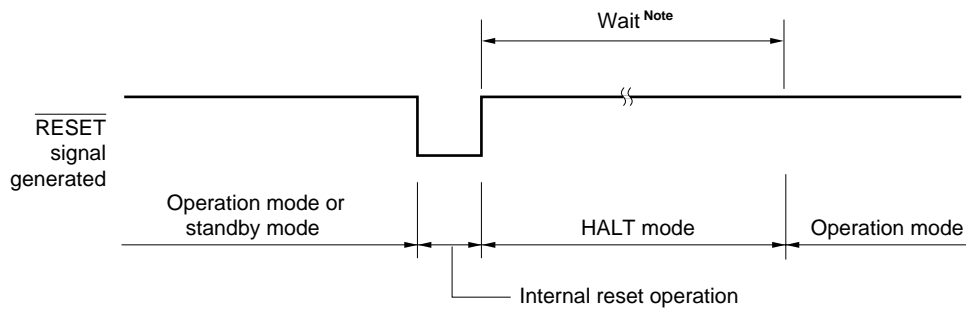 Wait Note
RESET
signal
generated
Operation mode or
standby mode
HALT mode
Operation mode
Internal reset operation